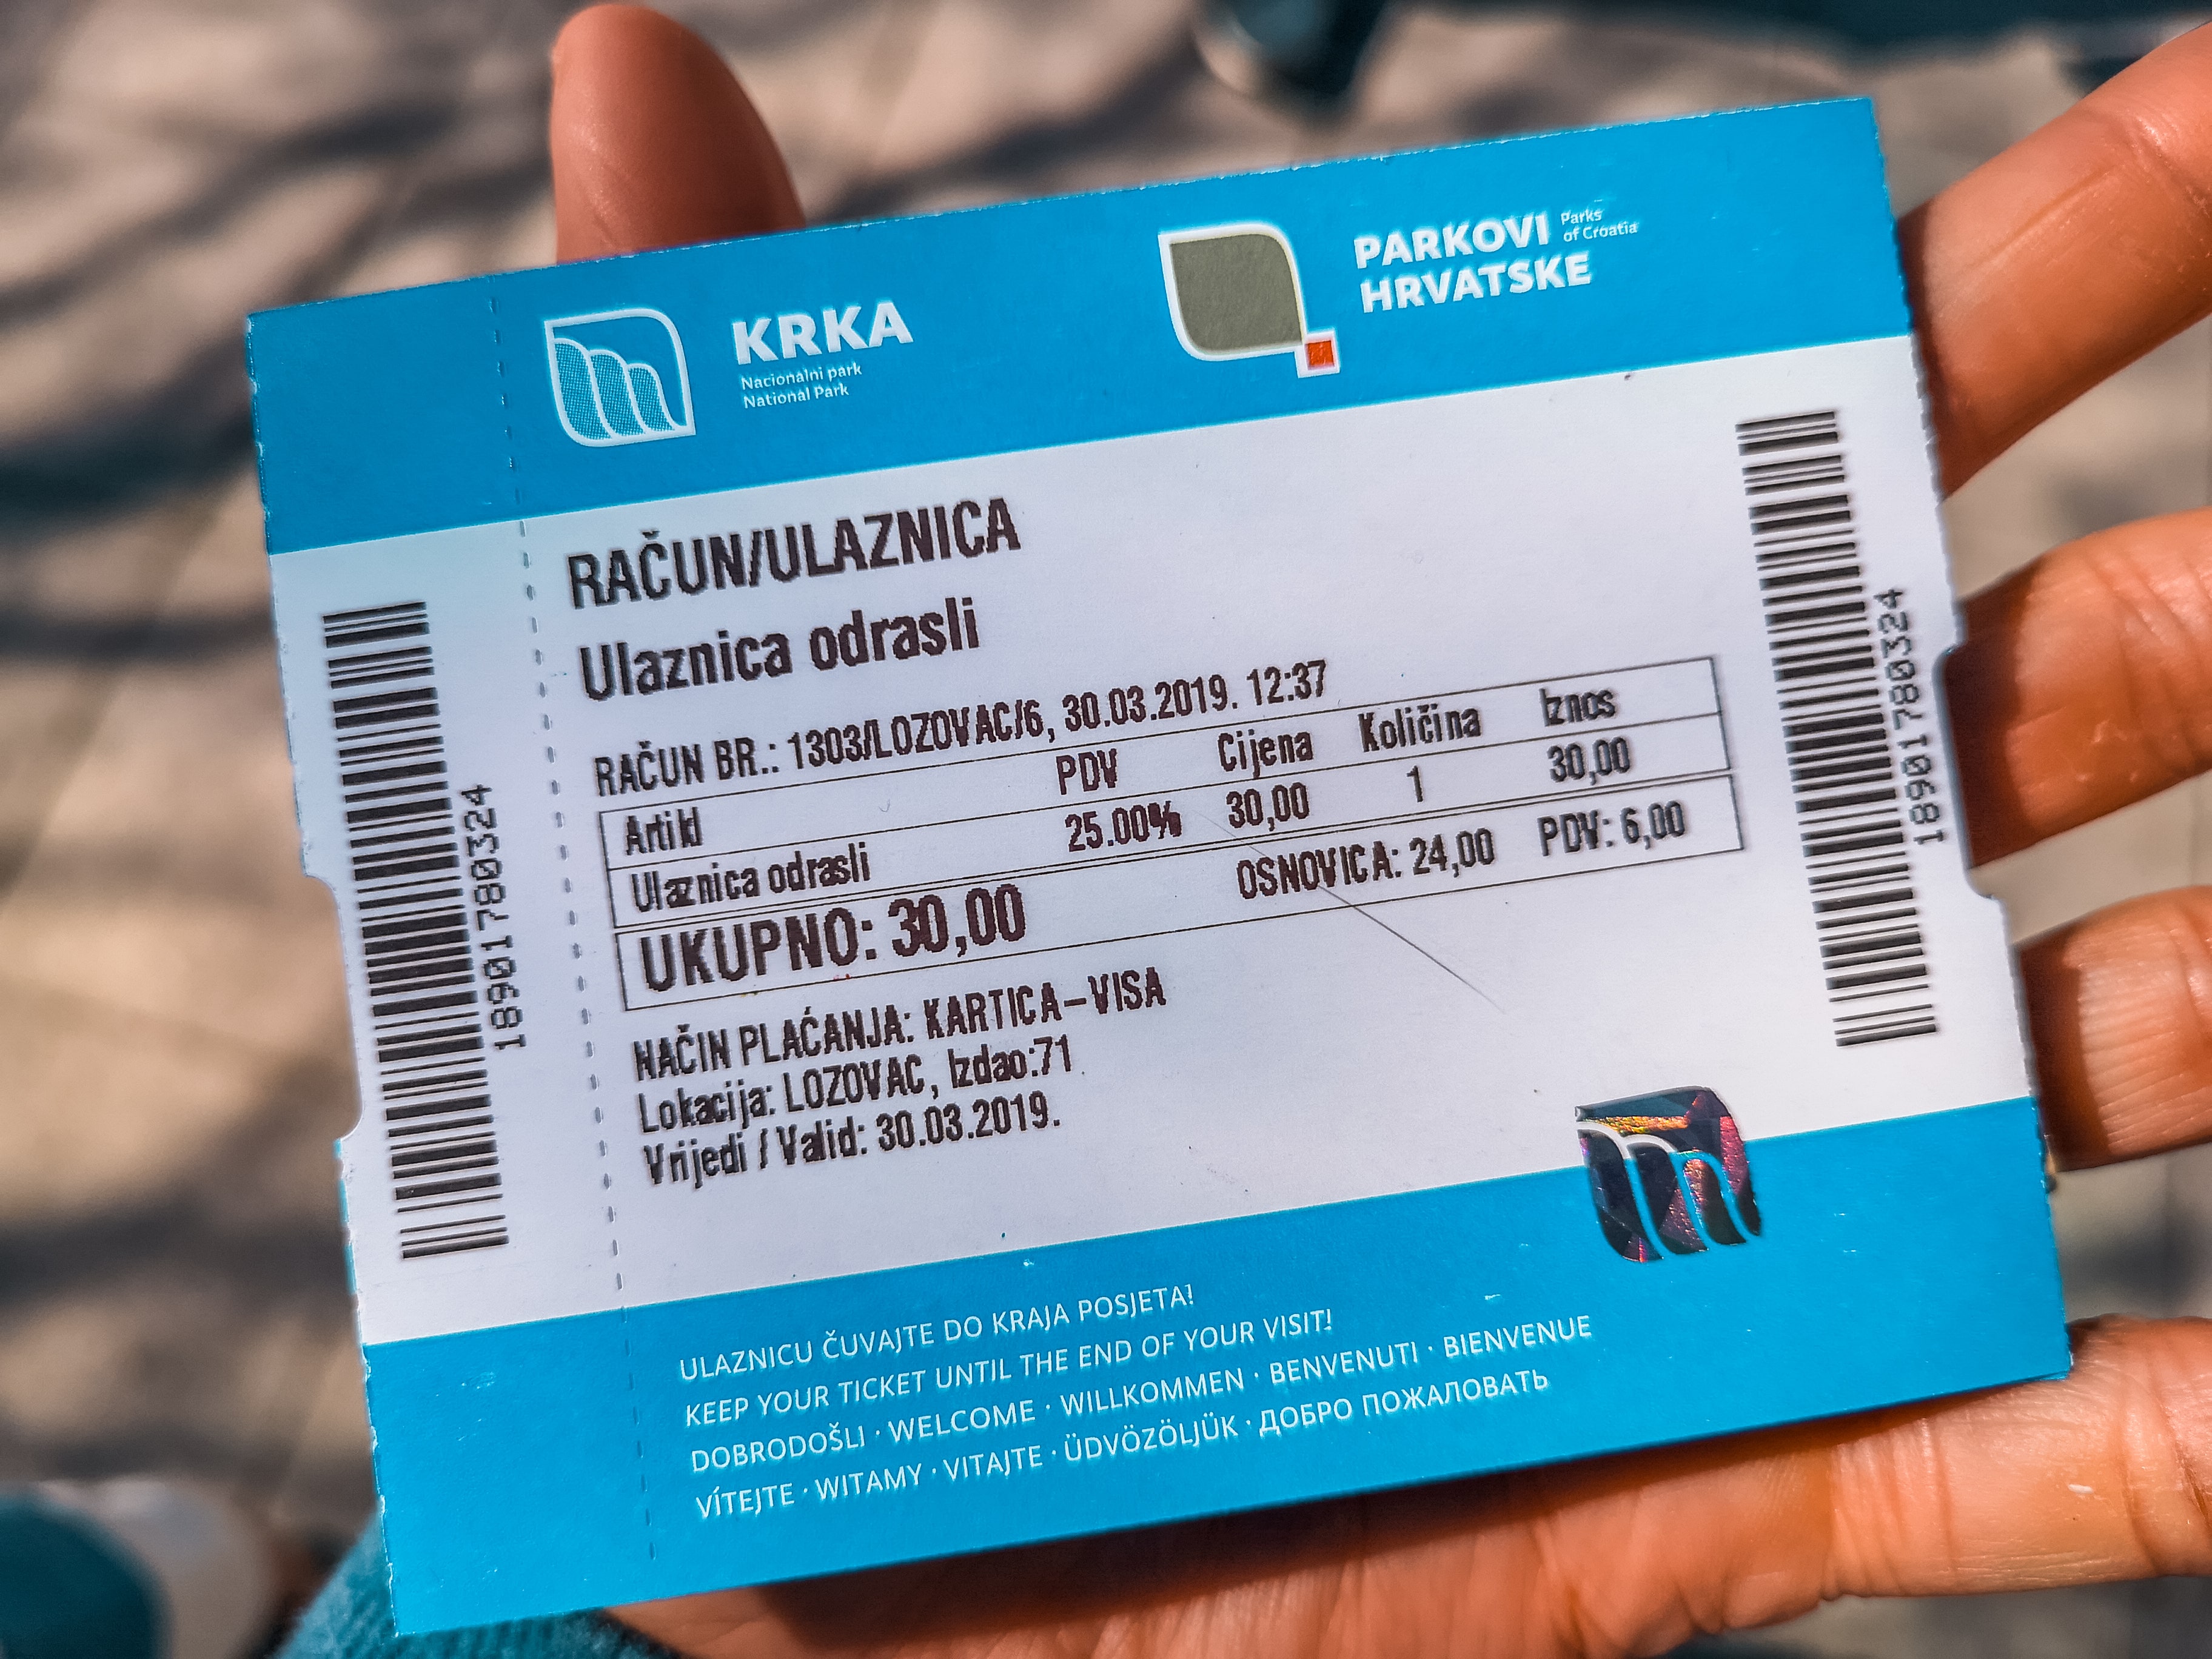 KRKA
Nacionalni park
National Park
PARKOVI
HRVATSKE
Parks
of Croatia
RAČUN/ULAZNICA
Ulaznica odrasli
RAČUN BR.: 1303/LOZOVAC/6, 30.03.2019. 12:37
Artikl PDV Cijena Količina Iznos
Ulaznica odrasli 25.00% 30,00 1 30,00
UKUPNO: 30,00 OSNOVICA: 24,00 PDV: 6,00
NAČIN PLAĆANJA: KARTICA-VISA
Lokacija: LOZOVAC, Izdao:71
Vrijedi / Valid: 30.03.2019.
18901780324
18901780324
ULAZNICU ČUVAJTE DO KRAJA POSJETA!
KEEP YOUR TICKET UNTIL THE END OF YOUR VISIT!
DOBRODOŠLI · WELCOME · WILLKOMMEN · BENVENUTI · BIENVENUE
VÍTEJTE · WITAMY · VITAJTE · ÜDVÖZÖLJÜK · ДОБРО ПОЖАЛОВАТЬ